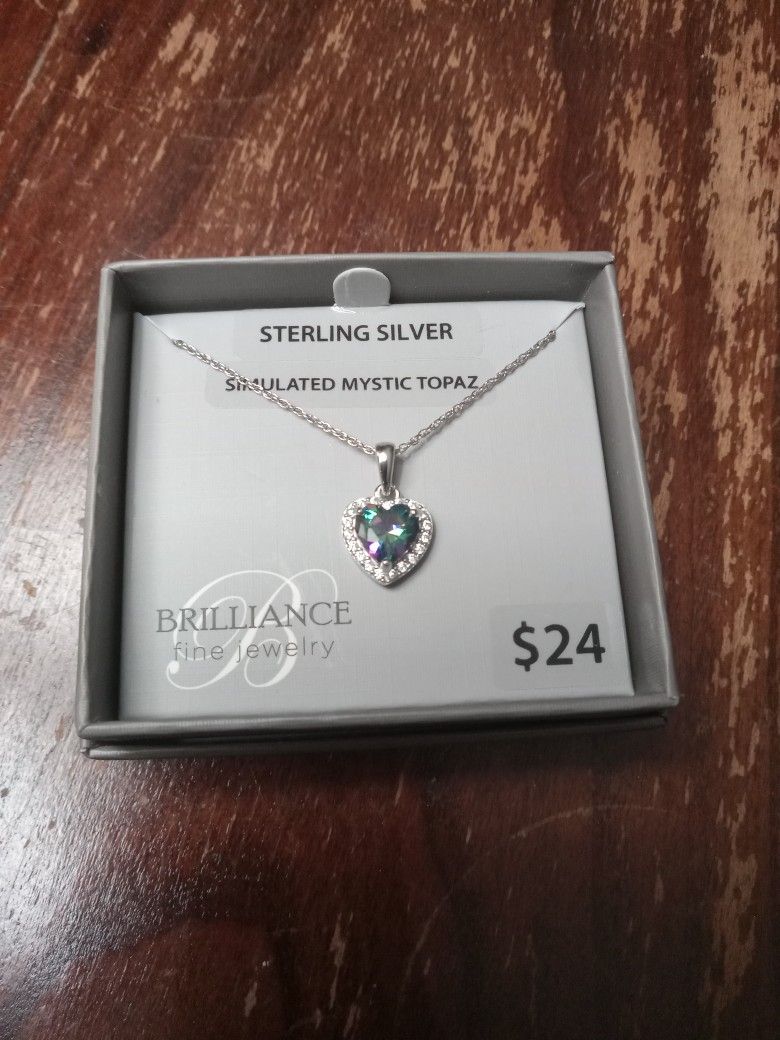 STERLING SILVER
SIMULATED MYSTIC TOPAZ
B
BRILLIANCE
fine jewelry
$24